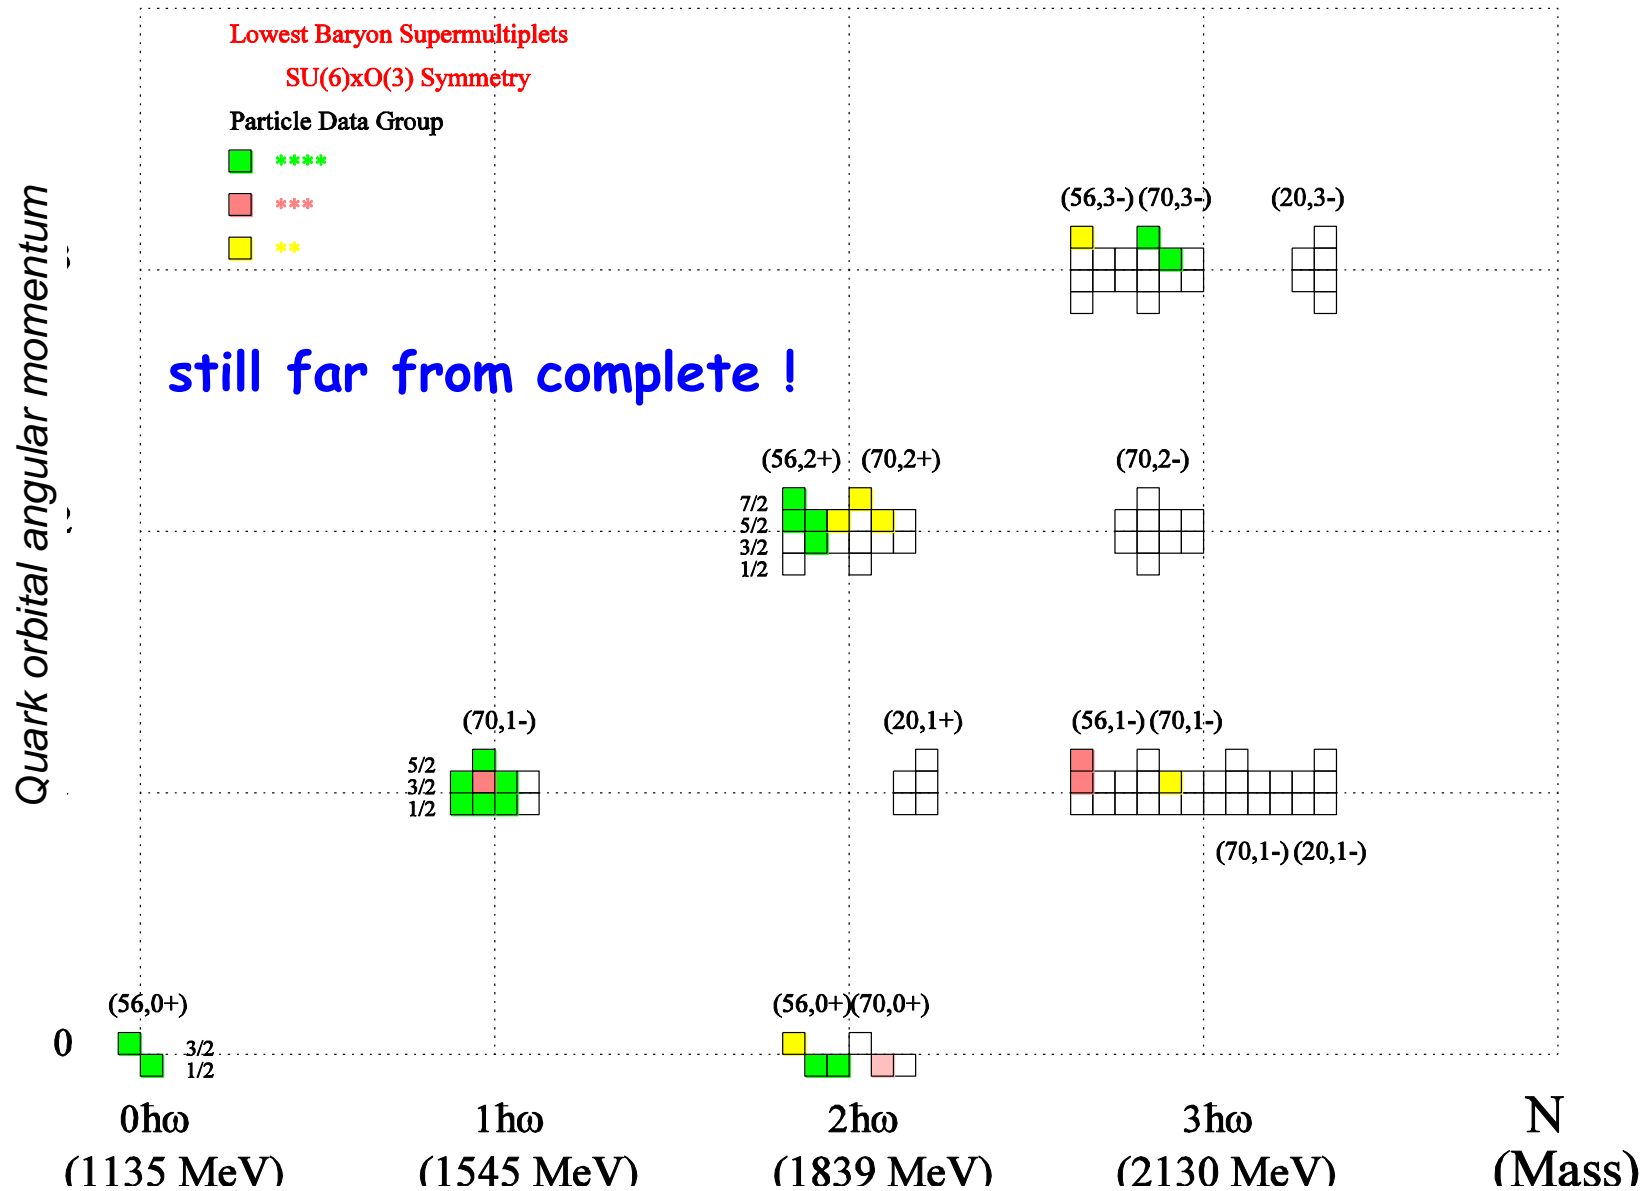 Lowest Baryon Supermultiplets
SU(6)xO(3) Symmetry
Particle Data Group
****
***
**
Quark orbital angular momentum
(56,3-) (70,3-) (20,3-)
still far from complete !
(56,2+) (70,2+) (70,2-)
7/2
5/2
3/2
1/2
(70,1-) (20,1+) (56,1-) (70,1-)
5/2
3/2
1/2
(70,1-) (20,1-)
(56,0+) (56,0+) (70,0+)
0
3/2
1/2
0ħω 1ħω 2ħω 3ħω N
(1135 MeV) (1545 MeV) (1839 MeV) (2130 MeV) (Mass)